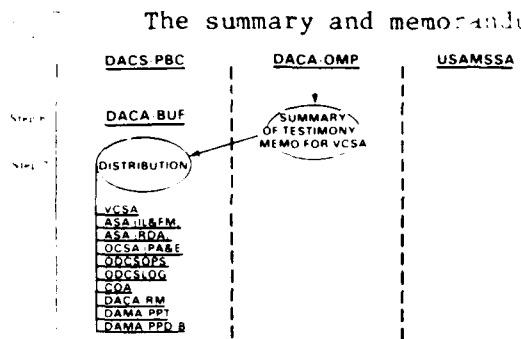 The summary and
DACS-PBC DACA-OMP USAMSSA
DACA-BUF
SUMMARY
OF TESTIMONY
MEMO FOR VCSA
DISTRIBUTION
VCSA
ASA (IL&FM)
ASA (RDA)
OCSA (PA&E)
ODCSOPS
ODCSLOG
COA
DACA-RM
DAMA-PPT
DAMA-PPD-B